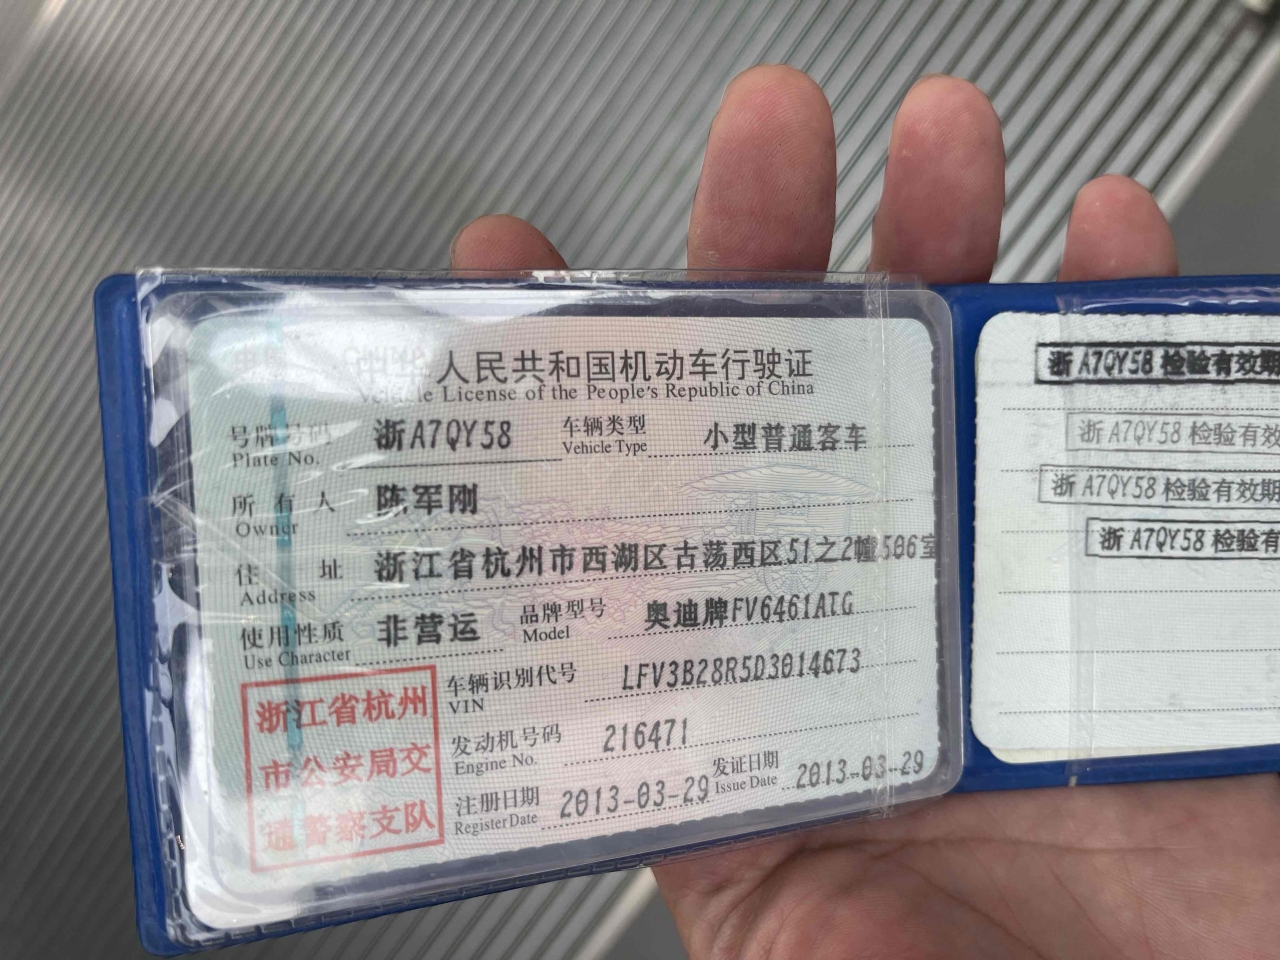 中华人民共和国机动车行驶证
Vehicle License of the People's Republic of China
号牌号码 浙A7QY58 车辆类型 小型普通客车
Plate No. Vehicle Type
所有人 陈军刚
Owner
住址 浙江省杭州市西湖区古荡西区51之2幢506室
Address
使用性质 非营运 品牌型号 奥迪牌FV6461ATG
Use Character Model
车辆识别代号 LFV3B28R5D3014673
VIN
发动机号码 216471
Engine No.
注册日期 2013-03-29 发证日期 2013-03-29
Register Date Issue Date
浙江省杭州
市公安局交
通警察支队
浙A7QY58 检验有效期
浙A7QY58 检验有效期
浙A7QY58 检验有效期
浙A7QY58 检验有